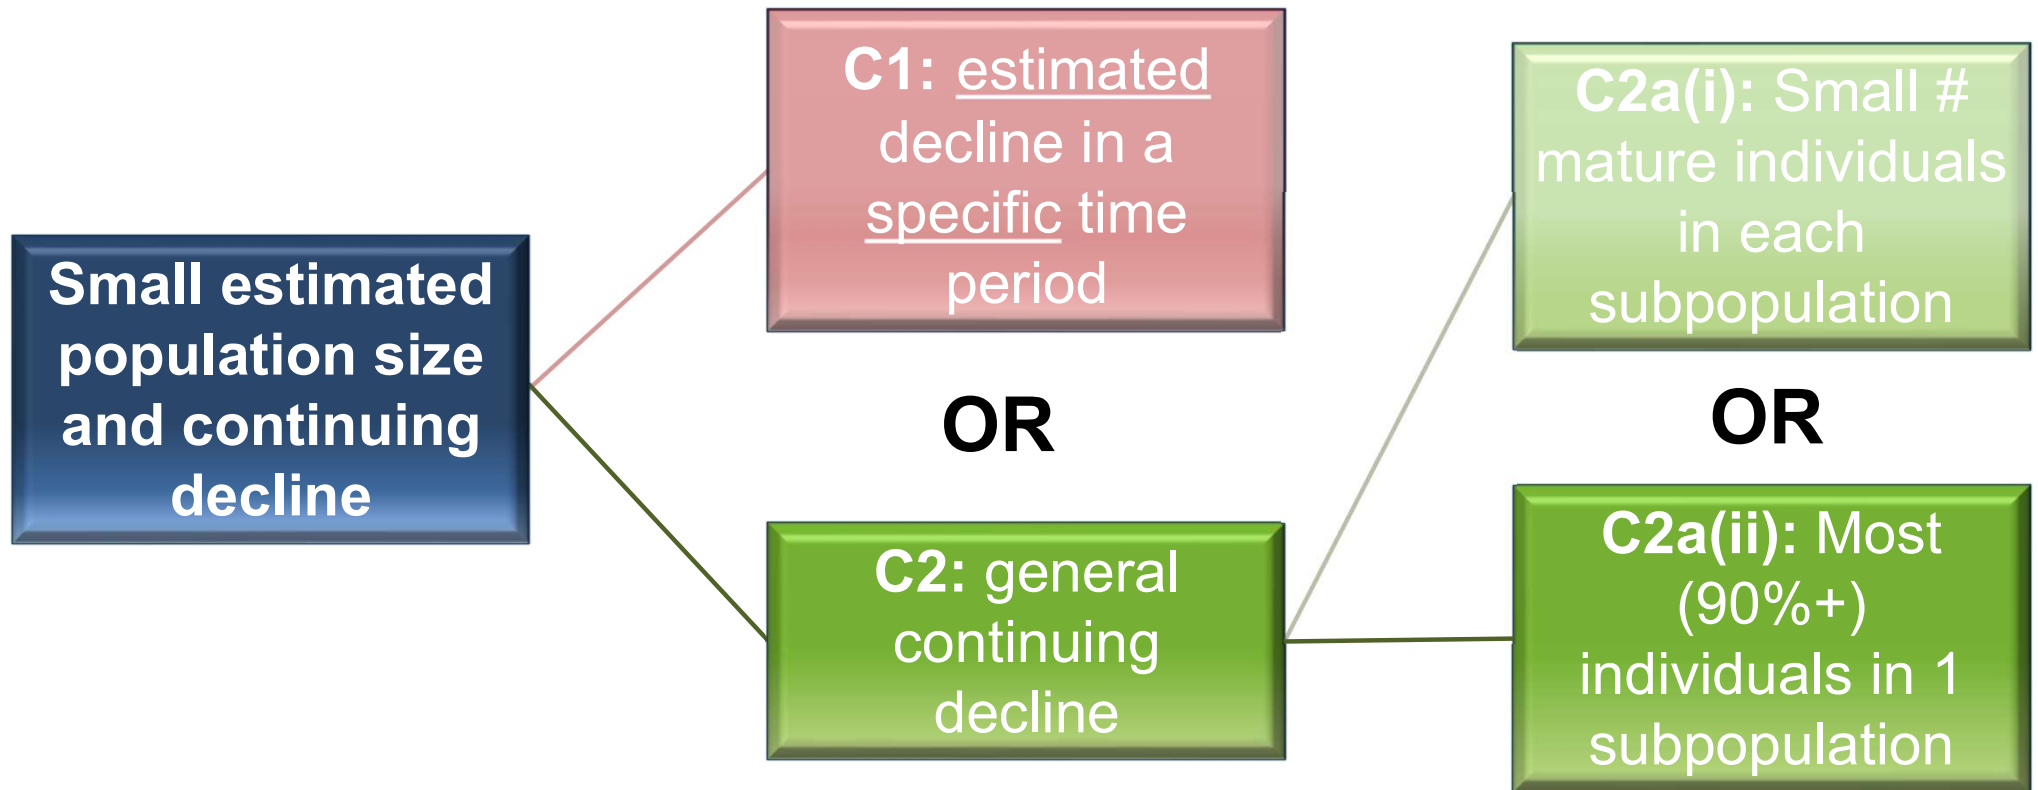 Small estimated
population size
and continuing
decline
C1: estimated
decline in a
specific time
period
OR
C2: general
continuing
decline
C2a(i): Small #
mature individuals
in each
subpopulation
OR
C2a(ii): Most
(90%+)
individuals in 1
subpopulation